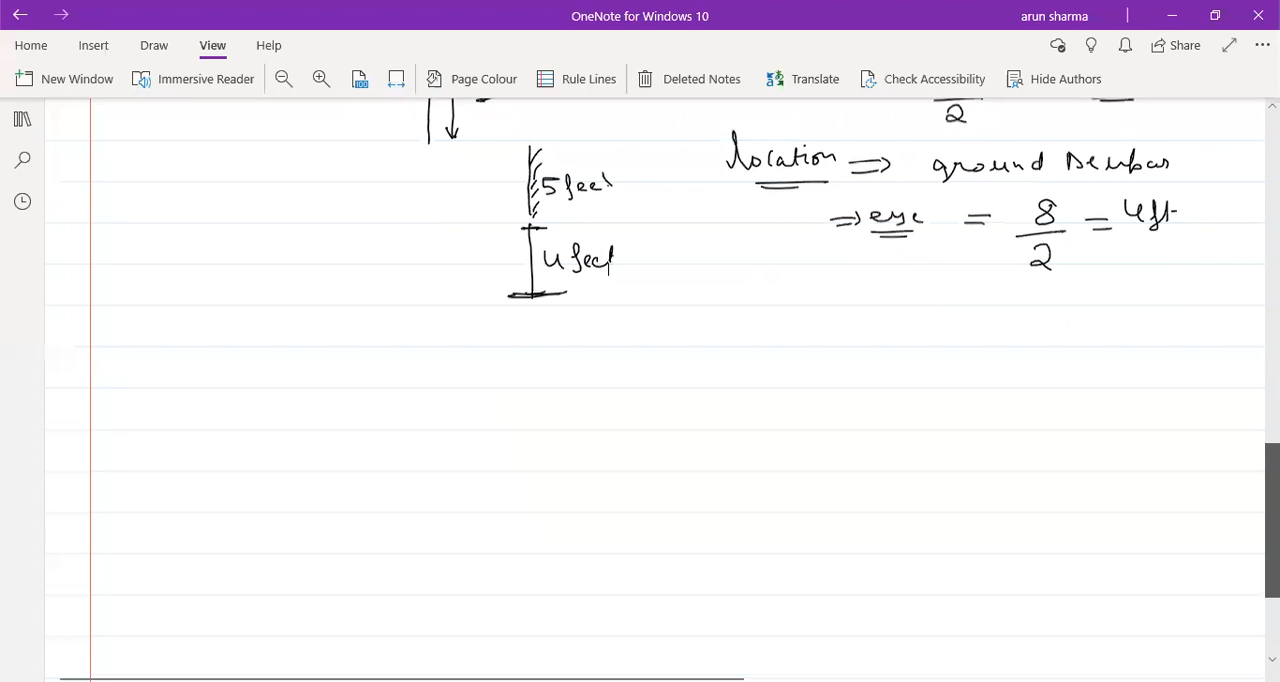 OneNote for Windows 10
arun sharma
Home Insert Draw View Help
Share
New Window Immersive Reader Page Colour Rule Lines Deleted Notes Translate Check Accessibility Hide Authors
2
location ⇒ ground
5 feet
⇒ eye = 8/2 = 4ft
4 feet